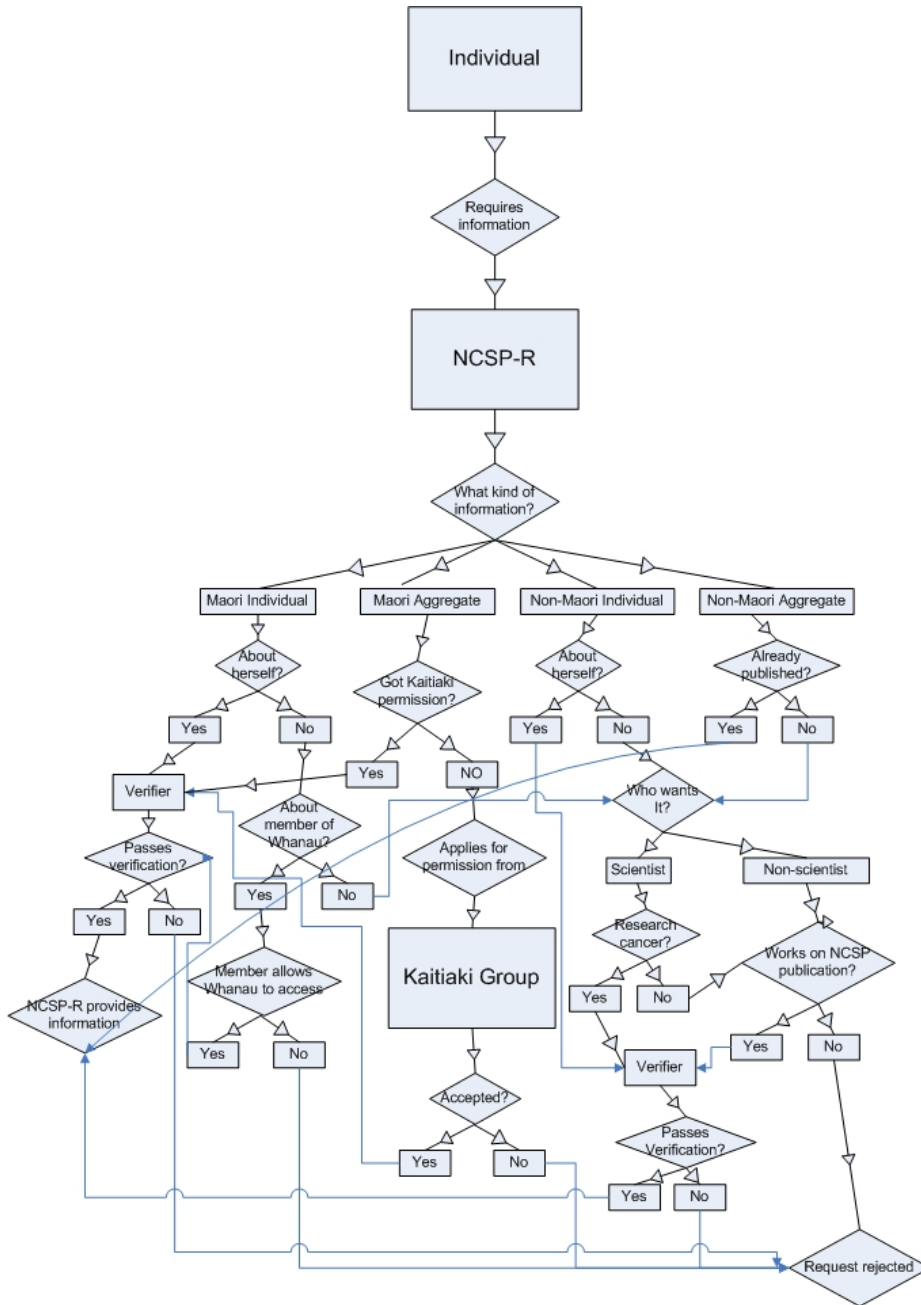 Individual
Requires
information
NCSP-R
What kind of
information?
Maori Individual
Maori Aggregate
Non-Maori Individual
Non-Maori Aggregate
About
herself?
Got Kaitiaki
permission?
About
herself?
Already
published?
Yes
No
Yes
No
Yes
No
Yes
NO
Verifier
About
member of
Whanau?
Who wants
It?
Passes
verification?
Applies for
permission from
Scientist
Non-scientist
Yes
No
Yes
No
Research
cancer?
Works on NCSP
publication?
Kaitiaki Group
Member allows
Whanau to access
NCSP-R provides
information
Yes
No
Yes
No
Yes
No
Verifier
Accepted?
Passes
Verification?
Yes
No
Yes
No
Request rejected